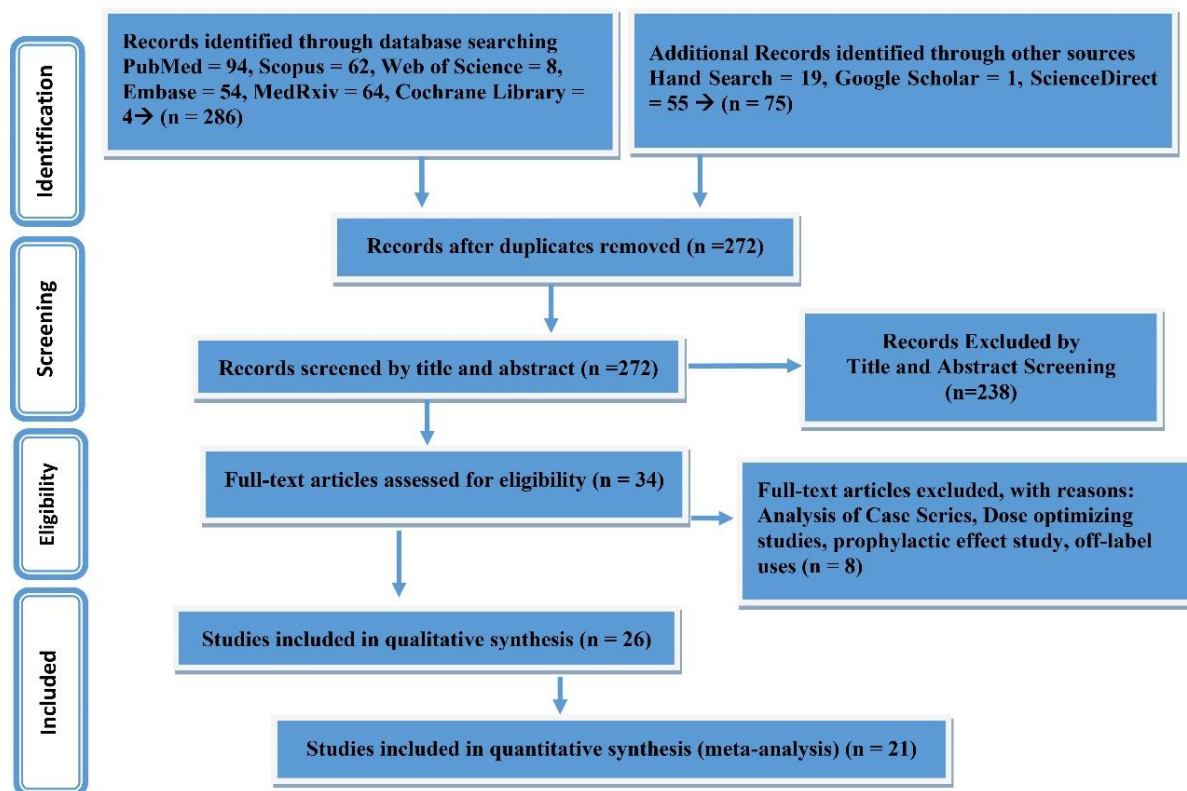 Identification
Records identified through database searching
PubMed = 94, Scopus = 62, Web of Science = 8,
Embase = 54, MedRxiv = 64, Cochrane Library =
4→ (n = 286)
Additional Records identified through other sources
Hand Search = 19, Google Scholar = 1, ScienceDirect
= 55 → (n = 75)
Records after duplicates removed (n =272)
Screening
Records screened by title and abstract (n =272)
Records Excluded by
Title and Abstract Screening
(n=238)
Eligibility
Full-text articles assessed for eligibility (n = 34)
Full-text articles excluded, with reasons:
Analysis of Case Series, Dose optimizing
studies, prophylactic effect study, off-label
uses (n = 8)
Included
Studies included in qualitative synthesis (n = 26)
Studies included in quantitative synthesis (meta-analysis) (n = 21)